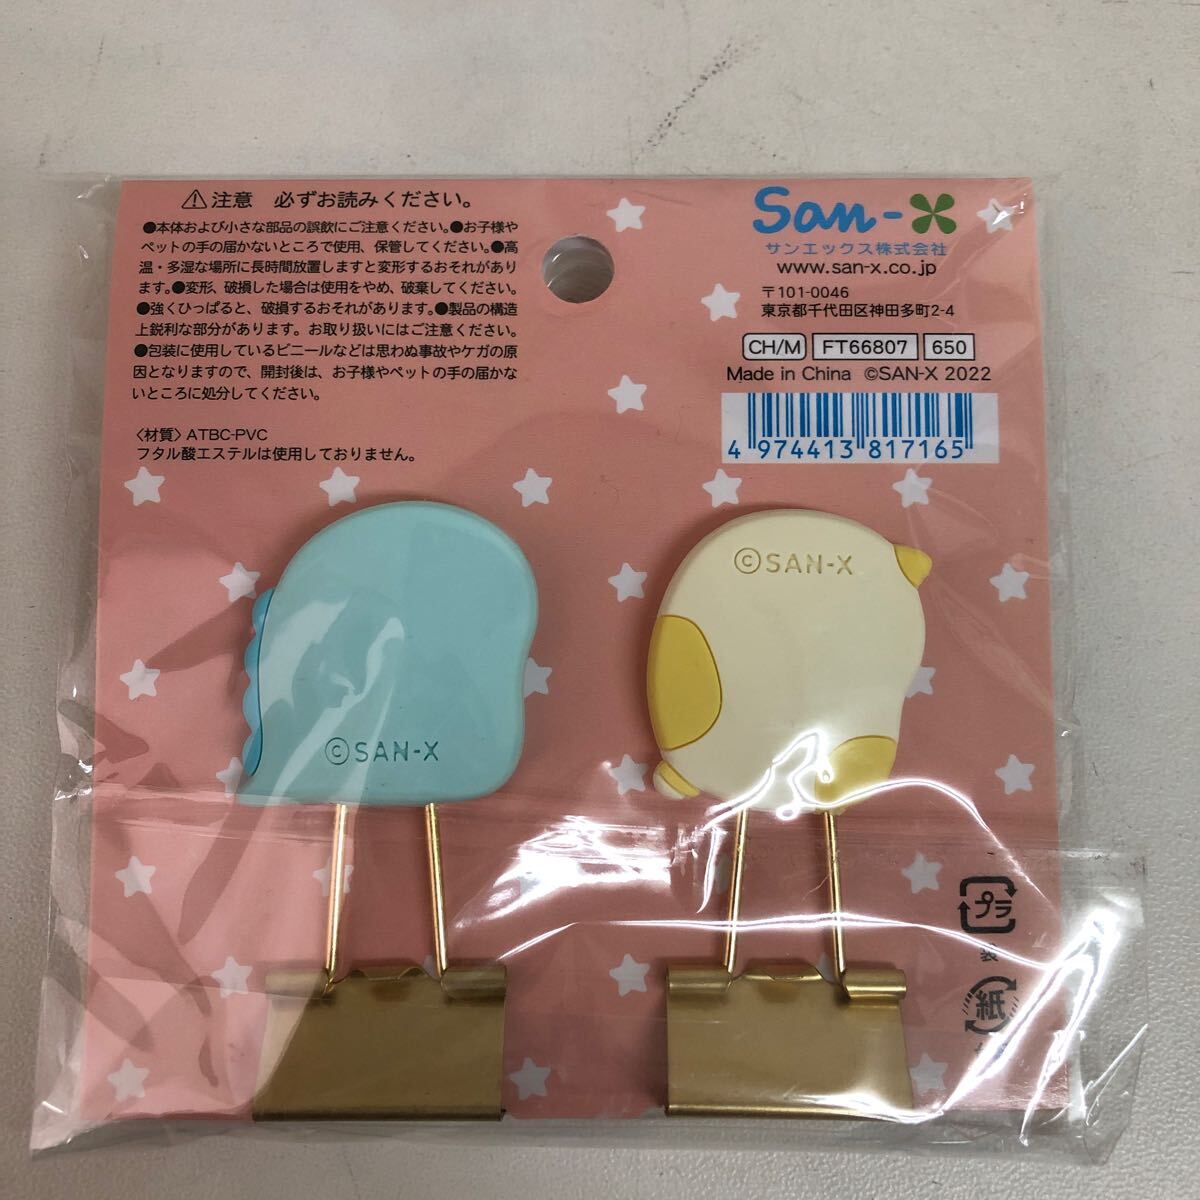 ⚠注意　必ずお読みください。
●本体および小さな部品の誤飲にご注意ください。●お子様や
ペットの手の届かないところで使用、保管してください。●高
温・多湿な場所に長時間放置しますと変形するおそれがあり
ます。●変形、破損した場合は使用をやめ、破棄してください。
●強くひっぱると、破損するおそれがあります。●製品の構造
上鋭利な部分があります。お取り扱いにはご注意ください。
●包装に使用しているビニールなどは思わぬ事故やケガの原
因となりますので、開封後は、お子様やペットの手の届かな
いところに処分してください。
〈材質〉ATBC-PVC
フタル酸エステルは使用しておりません。
San-X
サンエックス株式会社
www.san-x.co.jp
〒101-0046
東京都千代田区神田多町2-4
CH/M FT66807 650
Made in China ©SAN-X 2022
4 974413 817165
©SAN-X
©SAN-X
プラ
袋
紙